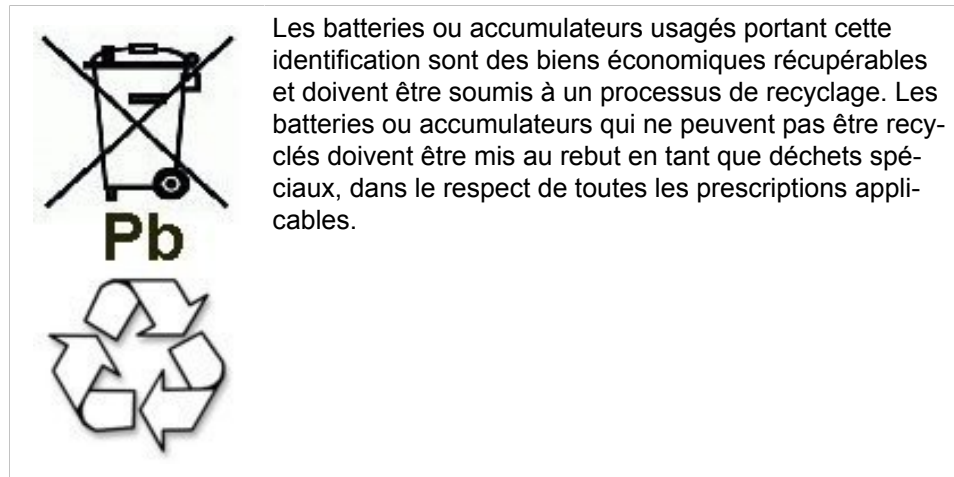 Les batteries ou accumulateurs usagés portant cette
identification sont des biens économiques récupérables
et doivent être soumis à un processus de recyclage. Les
batteries ou accumulateurs qui ne peuvent pas être recy-
clés doivent être mis au rebut en tant que déchets spé-
ciaux, dans le respect de toutes les prescriptions appli-
cables.
Pb